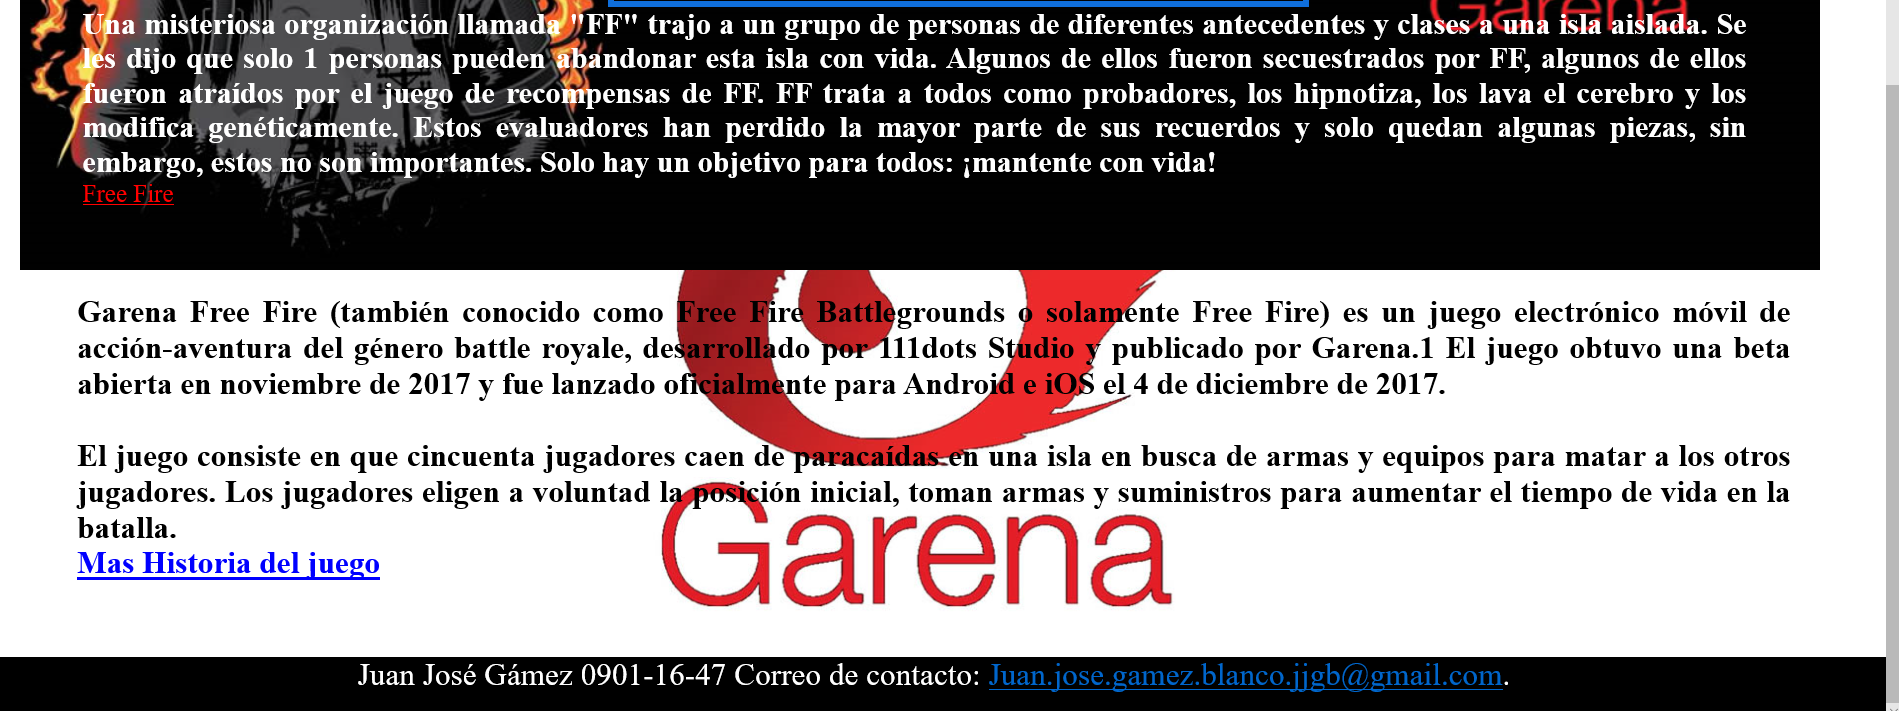 Garena
Una misteriosa organización llamada "FF" trajo a un grupo de personas de diferentes antecedentes y clases a una isla aislada. Se
les dijo que solo 1 personas pueden abandonar esta isla con vida. Algunos de ellos fueron secuestrados por FF, algunos de ellos
fueron atraídos por el juego de recompensas de FF. FF trata a todos como probadores, los hipnotiza, los lava el cerebro y los
modifica genéticamente. Estos evaluadores han perdido la mayor parte de sus recuerdos y solo quedan algunas piezas, sin
embargo, estos no son importantes. Solo hay un objetivo para todos: ¡mantente con vida!
Free Fire
Garena Free Fire (también conocido como Free Fire Battlegrounds o solamente Free Fire) es un juego electrónico móvil de
acción-aventura del género battle royale, desarrollado por 111dots Studio y publicado por Garena.1 El juego obtuvo una beta
abierta en noviembre de 2017 y fue lanzado oficialmente para Android e iOS el 4 de diciembre de 2017.
El juego consiste en que cincuenta jugadores caen de paracaídas en una isla en busca de armas y equipos para matar a los otros
jugadores. Los jugadores eligen a voluntad la posición inicial, toman armas y suministros para aumentar el tiempo de vida en la
batalla.
Mas Historia del juego
Garena
Juan José Gámez 0901-16-47 Correo de contacto: Juan.jose.gamez.blanco.jjgb@gmail.com.